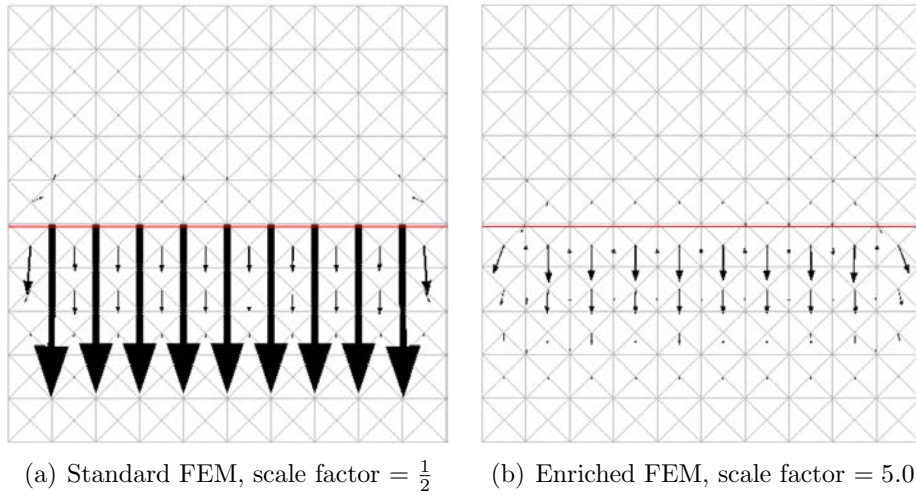 (a) Standard FEM, scale factor = 1/2
(b) Enriched FEM, scale factor = 5.0